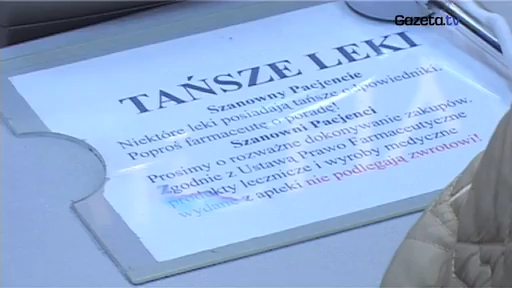 Gazeta.tv
TAŃSZE LEKI
Szanowny Pacjencie
Niektóre leki posiadają tańsze odpowiedniki.
Poproś farmaceutę o poradę!
Szanowni Pacjenci
Prosimy o rozważne dokonywanie zakupów.
Zgodnie z Ustawą Prawo Farmaceutyczne
produkty lecznicze i wyroby medyczne
wydane z apteki nie podlegają zwrotowi!